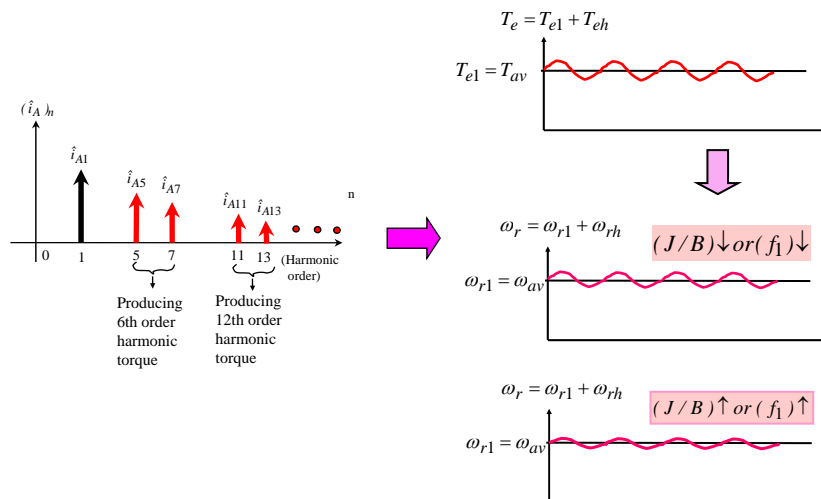 (î_A)_n
î_A1
î_A5
î_A7
î_A11
î_A13
n
0
1
5
7
11
13
(Harmonic
order)
Producing
6th order
harmonic
torque
Producing
12th order
harmonic
torque
T_e = T_e1 + T_eh
T_e1 = T_av
ω_r = ω_r1 + ω_rh
(J/B)↓or(f_1)↓
ω_r1 = ω_av
ω_r = ω_r1 + ω_rh
(J/B)↑or(f_1)↑
ω_r1 = ω_av